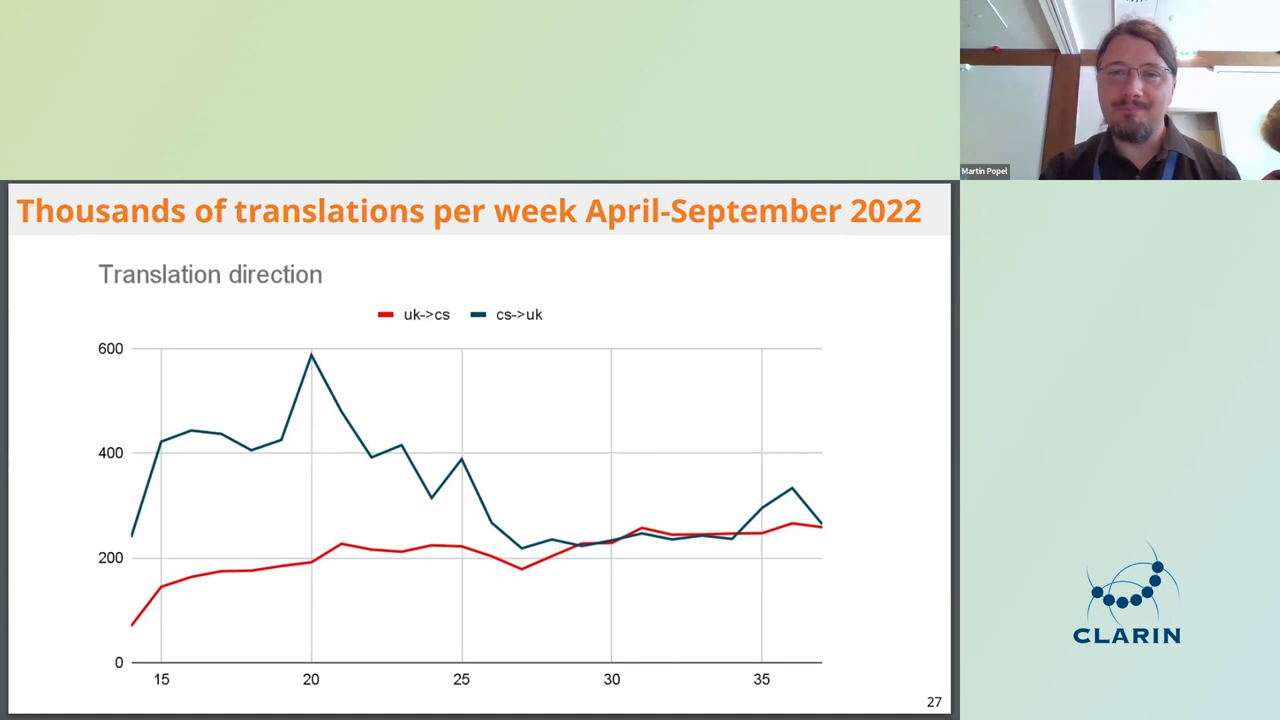 Martin Popel
Thousands of translations per week April-September 2022
Translation direction
uk->cs cs->uk
600
400
200
0
15 20 25 30 35
27
CLARIN